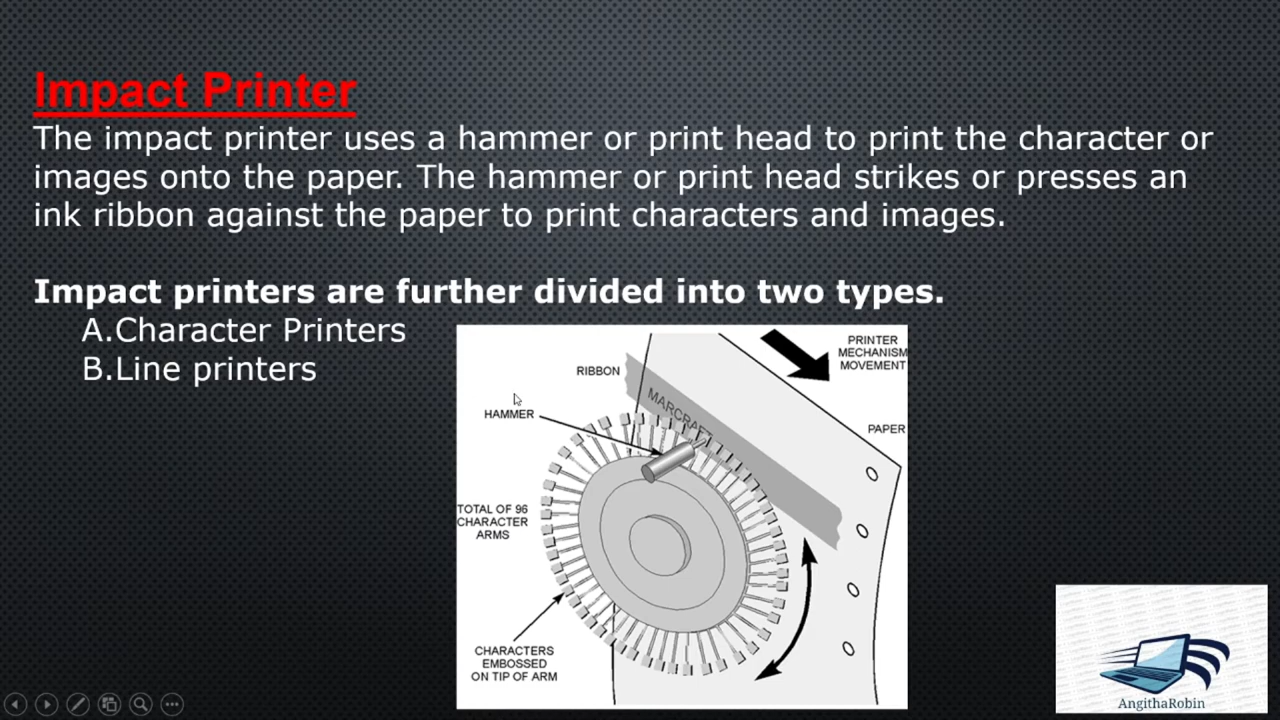 Impact Printer
The impact printer uses a hammer or print head to print the character or
images onto the paper. The hammer or print head strikes or presses an
ink ribbon against the paper to print characters and images.
Impact printers are further divided into two types.
A.Character Printers
B.Line printers
PRINTER
MECHANISM
MOVEMENT
RIBBON
MARCRAFT
HAMMER
PAPER
TOTAL OF 96
CHARACTER
ARMS
CHARACTERS
EMBOSSED
ON TIP OF ARM
AngithaRobin